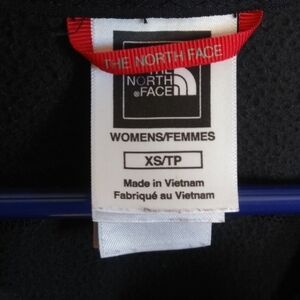 THE NORTH FACE
THE
NORTH
FACE
WOMENS/FEMMES
XS/TP
Made in Vietnam
Fabriqué au Vietnam